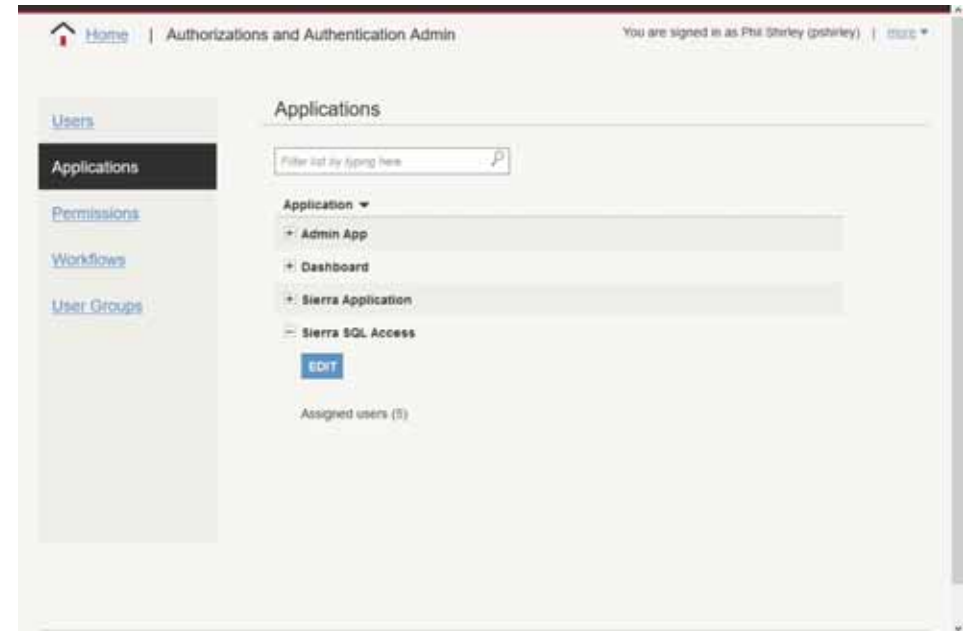 Home | Authorizations and Authentication Admin
You are signed in as Phil Shirley (pshirley) | more
Users
Applications
Permissions
Workflows
User Groups
Applications
Filter list by typing here
Application
Admin App
Dashboard
Sierra Application
Sierra SQL Access
EDIT
Assigned users (5)